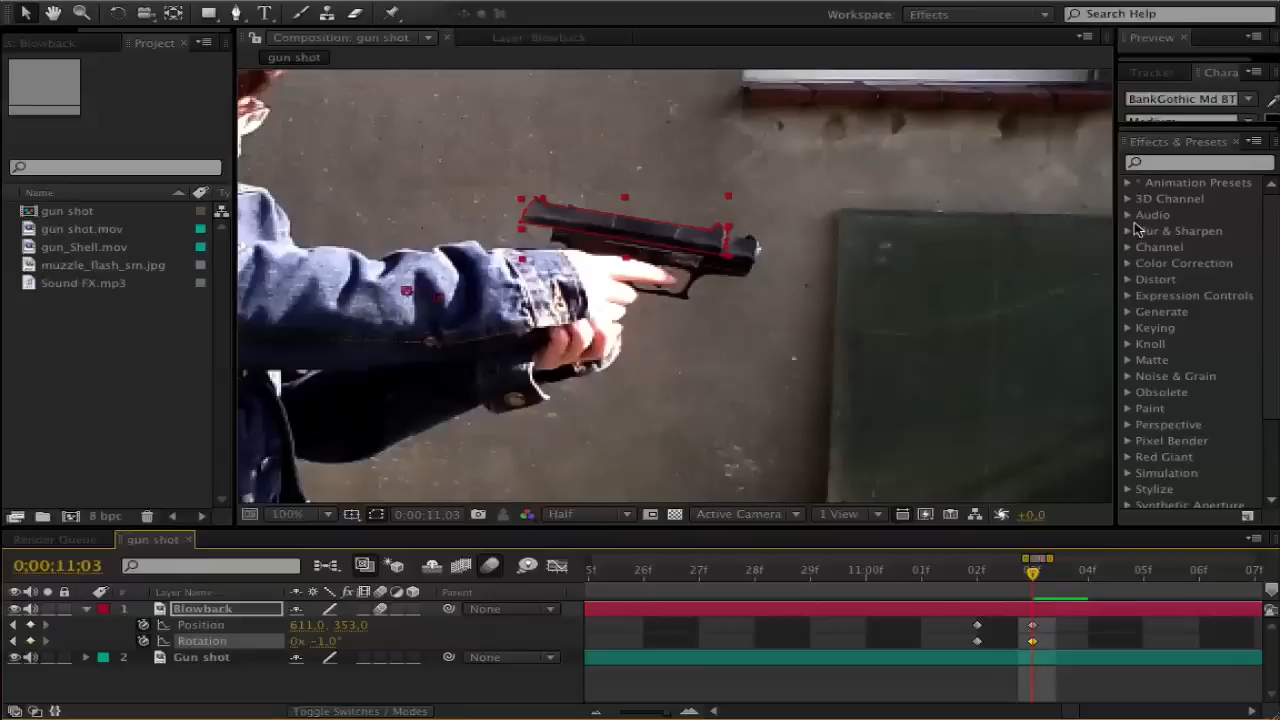 Workspace: Effects Search Help
Blowback Project Composition: gun shot Layer: Blowback Preview
gun shot
Tracker Chara
BankGothic Md BT
Medium
Effects & Presets
Name Ty
gun shot
gun shot.mov
gun_Shell.mov
muzzle_flash_sm.jpg
Sound FX.mp3
* Animation Presets
3D Channel
Audio
ur & Sharpen
Channel
Color Correction
Distort
Expression Controls
Generate
Keying
Knoll
Matte
Noise & Grain
Obsolete
Paint
Perspective
Pixel Bender
Red Giant
Simulation
Stylize
Synthetic Aperture
8 bpc 100% 0:00:11:03 Half Active Camera 1 View +0.0
Render Queue gun shot
0:00:11:03
5f 26f 27f 28f 29f 11:00f 01f 02f 04f 05f 06f 07f
# Layer Name Parent
1 Blowback None
Position 611.0, 353.0
Rotation 0x -1.0°
2 Gun shot None
Toggle Switches / Modes